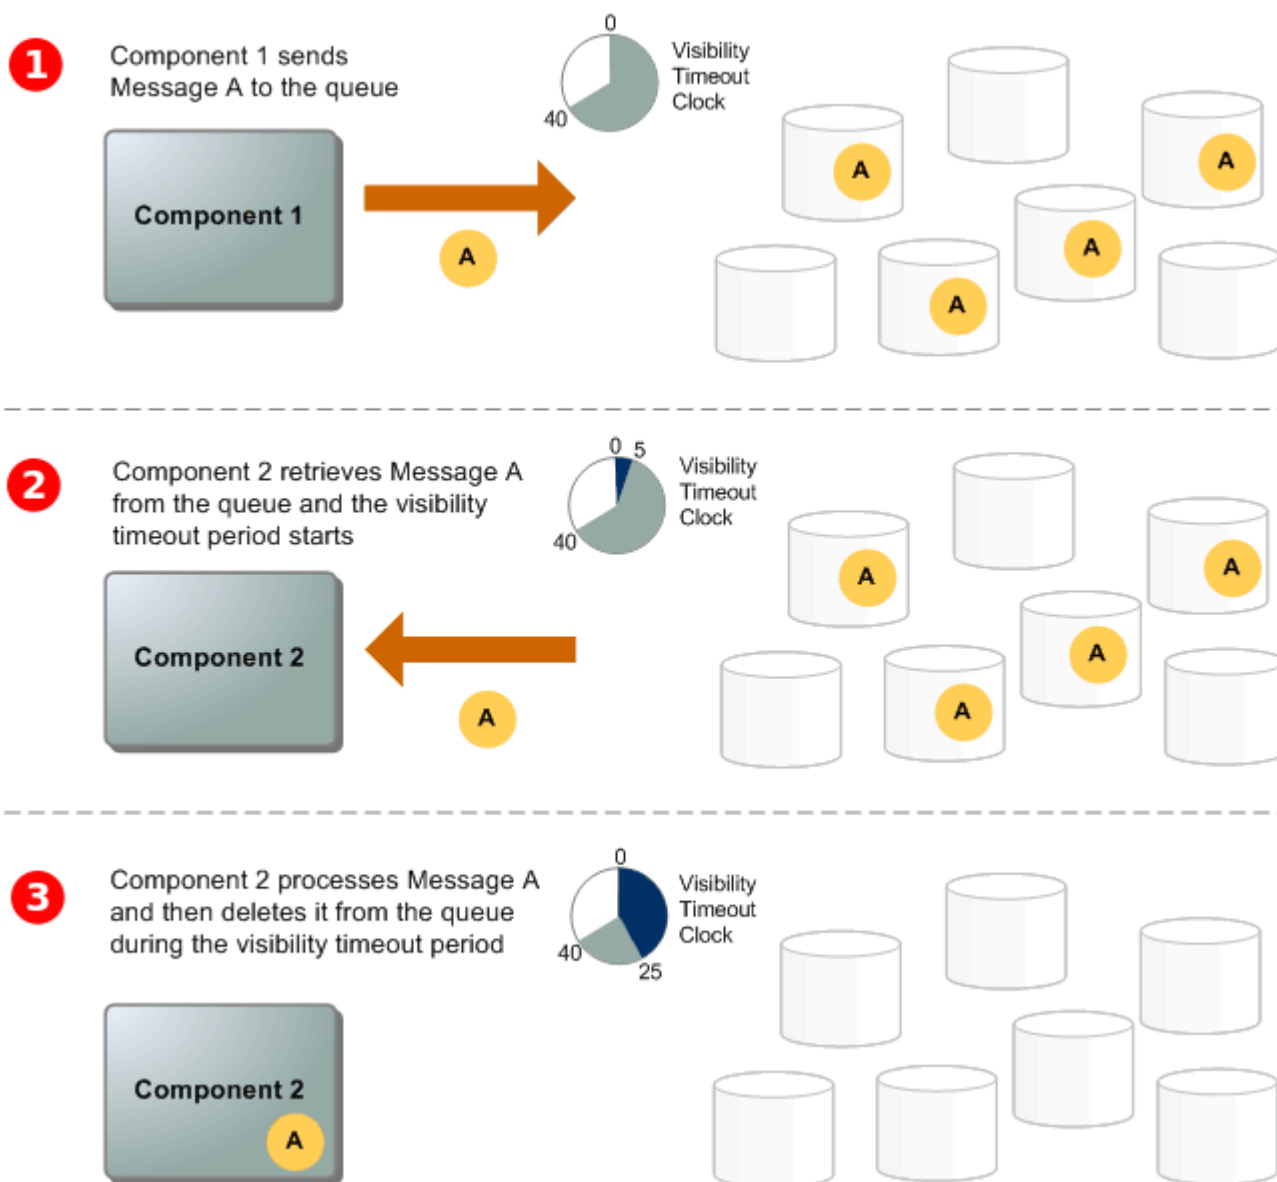 1
Component 1 sends
Message A to the queue
0
40
Visibility
Timeout
Clock
Component 1
A
A
A
A
A
2
Component 2 retrieves Message A
from the queue and the visibility
timeout period starts
0 5
40
Visibility
Timeout
Clock
Component 2
A
A
A
A
A
3
Component 2 processes Message A
and then deletes it from the queue
during the visibility timeout period
0
40
25
Visibility
Timeout
Clock
Component 2
A